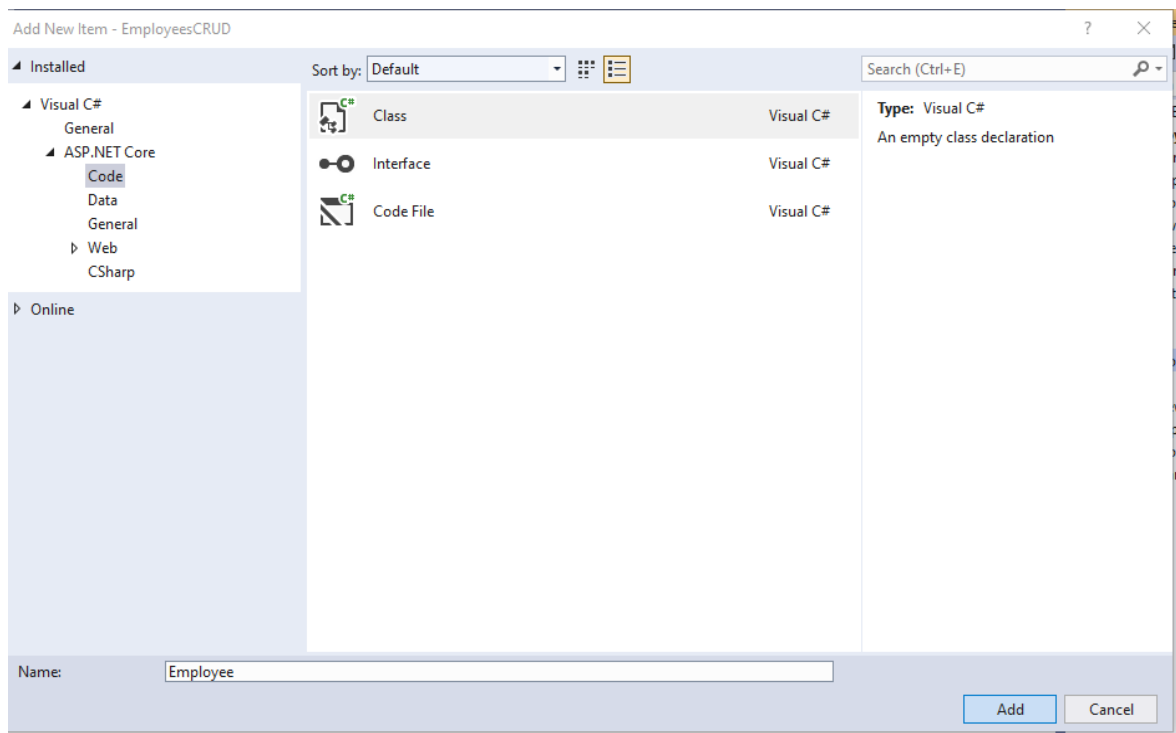 Add New Item - EmployeesCRUD
?
Installed
Visual C#
General
ASP.NET Core
Code
Data
General
Web
CSharp
Online
Sort by: Default
C# Class Visual C#
Interface Visual C#
C# Code File Visual C#
Search (Ctrl+E)
Type: Visual C#
An empty class declaration
Name: Employee
Add Cancel